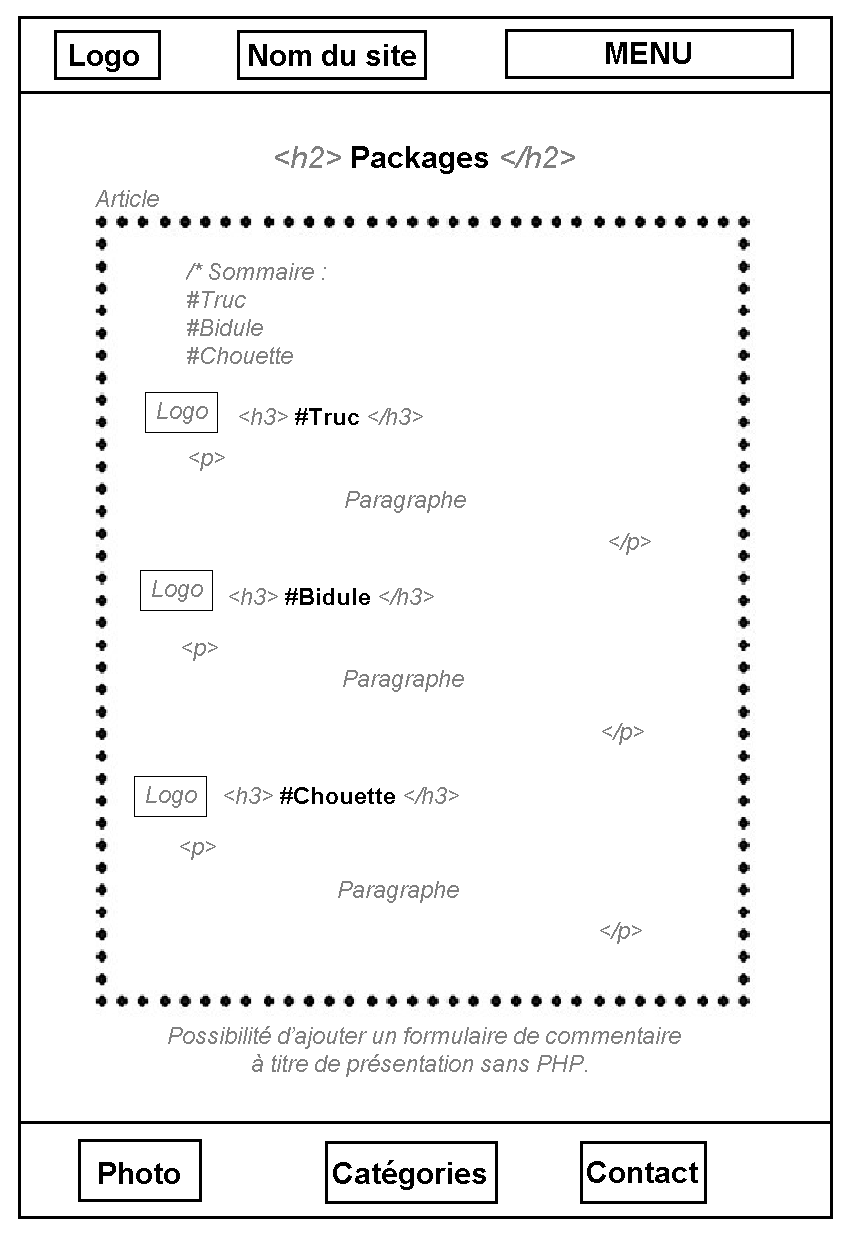 Logo
Nom du site
MENU
<h2> Packages </h2>
Article
/* Sommaire :
#Truc
#Bidule
#Chouette
Logo
<h3> #Truc </h3>
<p>
Paragraphe
</p>
Logo
<h3> #Bidule </h3>
<p>
Paragraphe
</p>
Logo
<h3> #Chouette </h3>
<p>
Paragraphe
</p>
Possibilité d'ajouter un formulaire de commentaire
à titre de présentation sans PHP.
Photo
Catégories
Contact